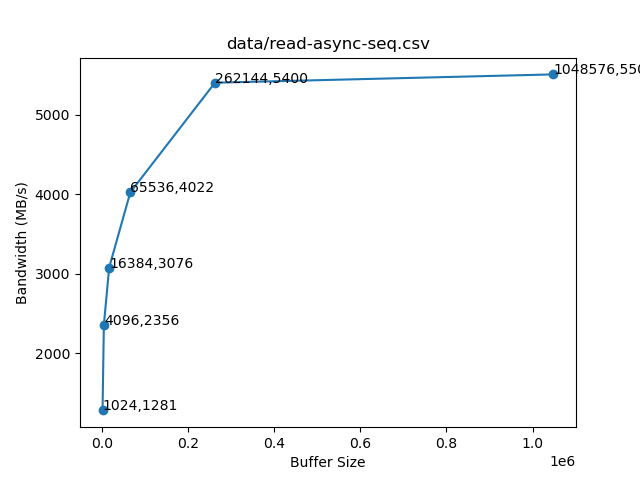 data/read-async-seq.csv
1048576,550
262144,5400
5000
65536,4022
4000
Bandwidth (MB/s)
16384,3076
3000
4096,2356
2000
1024,1281
0.0 0.2 0.4 0.6 0.8 1.0
1e6
Buffer Size